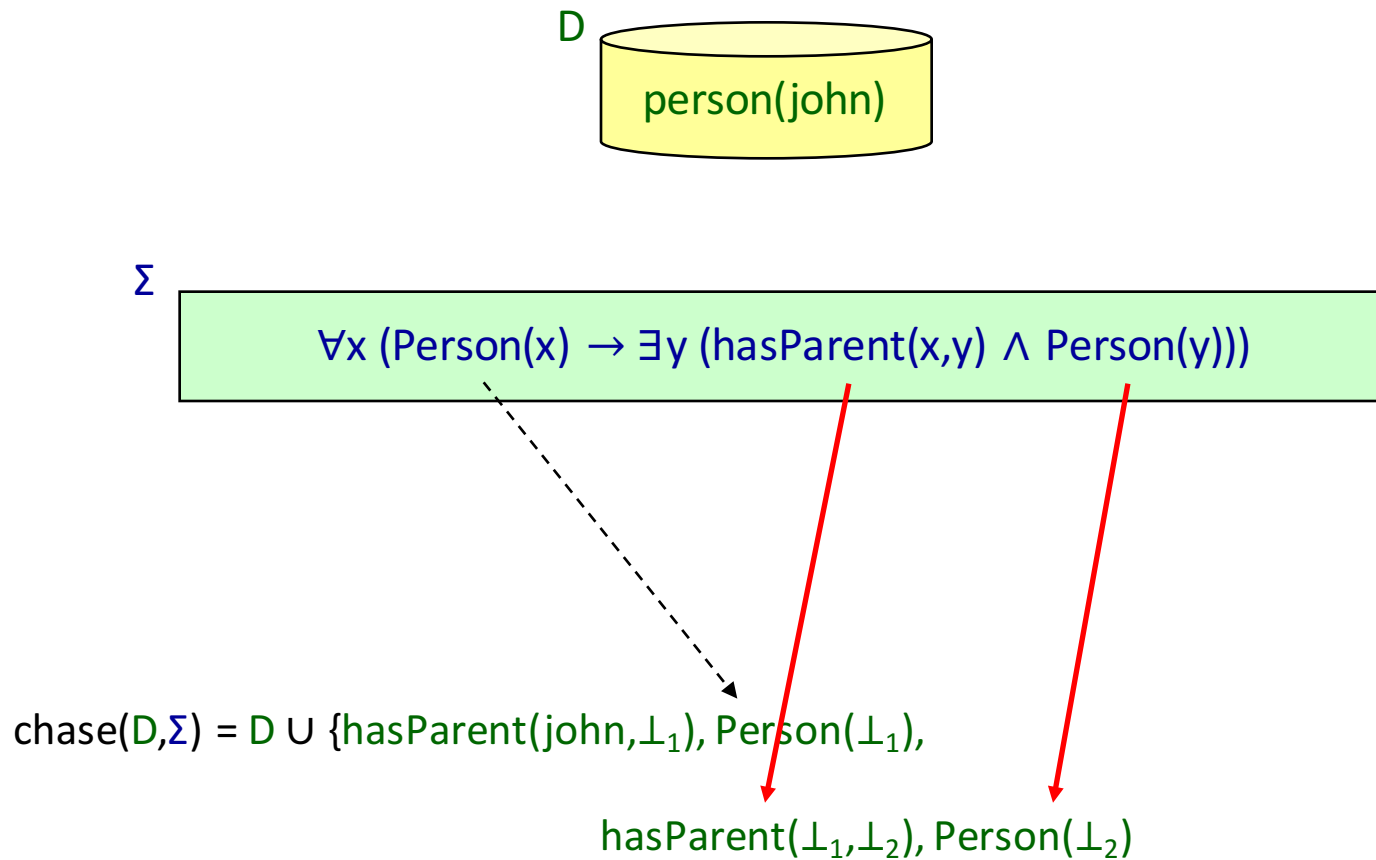 D
person(john)
Σ
∀x (Person(x) → ∃y (hasParent(x,y) ∧ Person(y)))
chase(D,Σ) = D ∪ {hasParent(john,⊥₁), Person(⊥₁),
hasParent(⊥₁,⊥₂), Person(⊥₂)